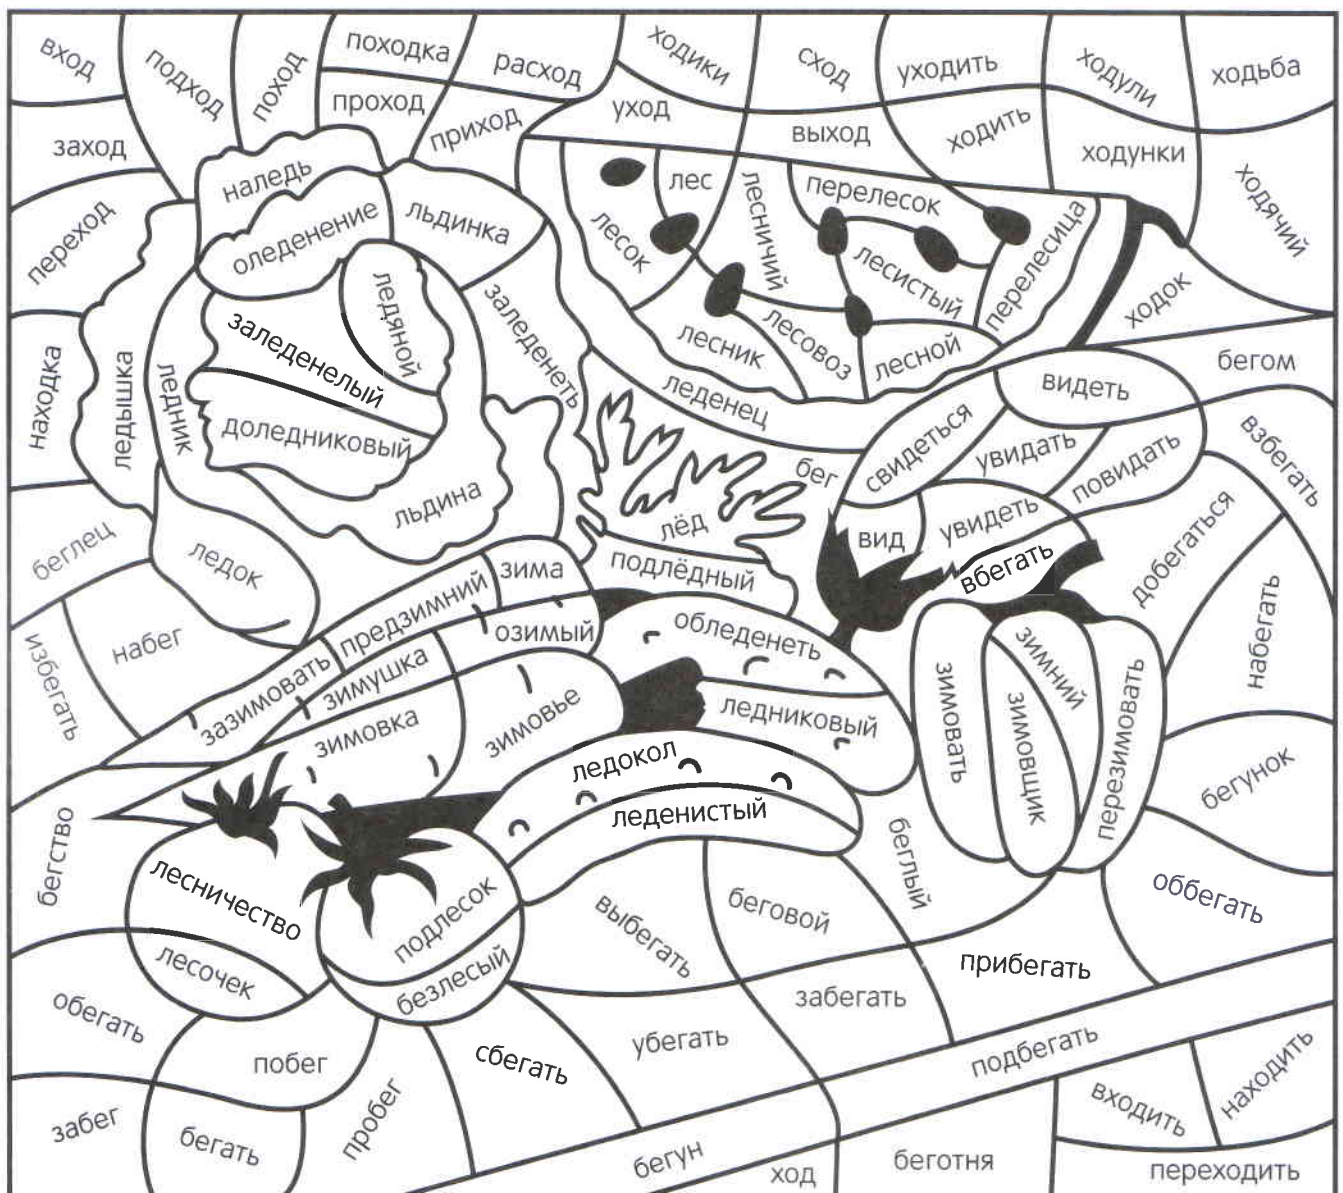 вход
подход
поход
походка
расход
ходики
сход
уходить
ходули
ходьба
проход
приход
уход
выход
ходить
ходунки
ходячий
заход
переход
наледь
оледенение
льдинка
лесок
лес
лесничий
перелесок
лесистый
перелесица
ходок
ледяной
заледенелый
заледенеть
находка
ледышка
ледник
доледниковый
льдина
лесник
лесовоз
лесной
леденец
бегом
видеть
свидеться
увидать
повидать
взбегать
бег
вид
увидеть
вбегать
добегаться
лёд
подлёдный
беглец
ледок
зима
предзимний
озимый
обледенеть
набегать
избегать
набег
зазимовать
зимушка
зимовка
зимовье
ледниковый
зимовать
зимний
зимовщик
перезимовать
ледокол
леденистый
бегунок
бегство
беглый
оббегать
лесничество
подлесок
лесочек
безлесый
выбегать
беговой
прибегать
забегать
обегать
побег
сбегать
убегать
подбегать
входить
находить
забег
бегать
пробег
бегун
ход
беготня
переходить